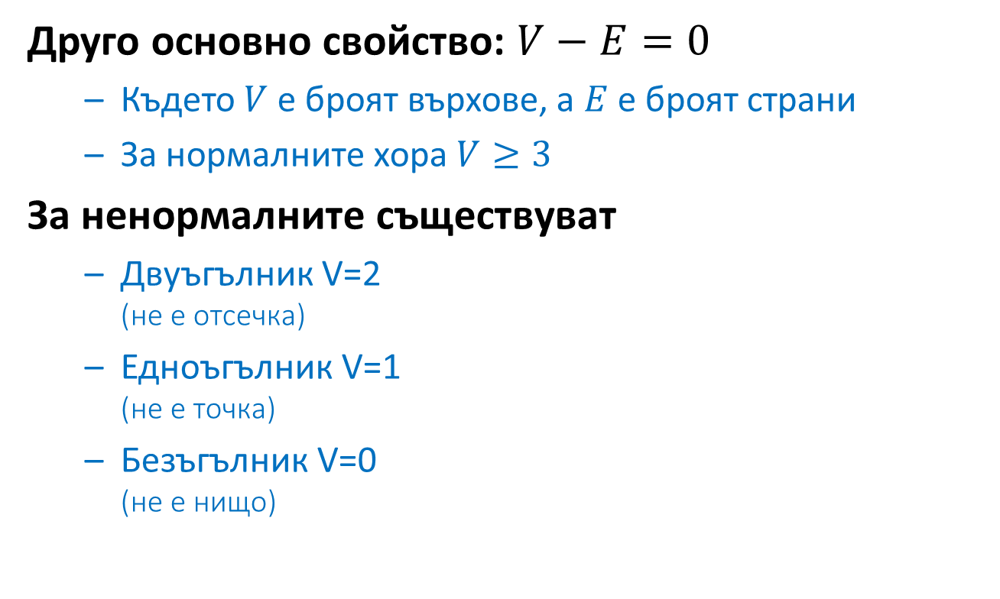 Друго основно свойство: V − E = 0
– Където V е броят върхове, а E е броят страни
– За нормалните хора V ≥ 3
За ненормалните съществуват
– Двуъгълник V=2
(не е отсечка)
– Едноъгълник V=1
(не е точка)
– Безъгълник V=0
(не е нищо)